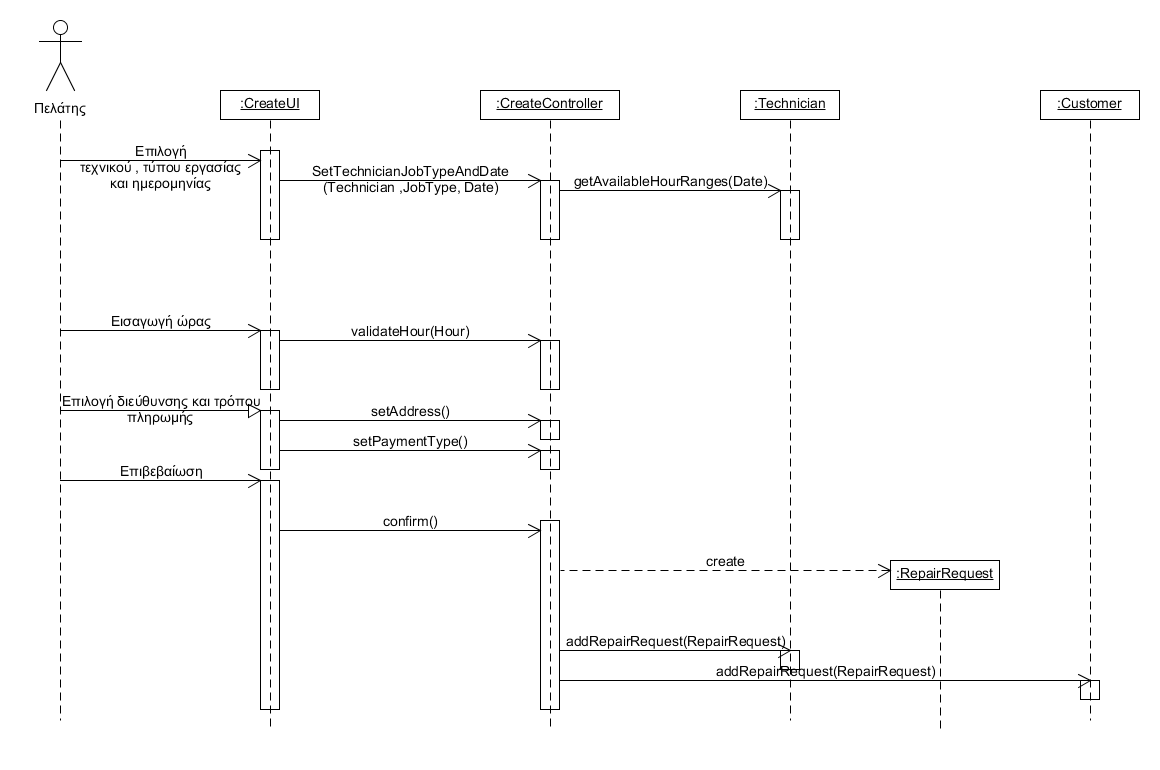 Πελάτης
:CreateUI
:CreateController
:Technician
:Customer
Επιλογή
τεχνικού , τύπου εργασίας
και ημερομηνίας
SetTechnicianJobTypeAndDate
(Technician ,JobType, Date)
getAvailableHourRanges(Date)
Εισαγωγή ώρας
validateHour(Hour)
Επιλογή διεύθυνσης και τρόπου
πληρωμής
setAddress()
setPaymentType()
Επιβεβαίωση
confirm()
create
:RepairRequest
addRepairRequest(RepairRequest)
addRepairRequest(RepairRequest)